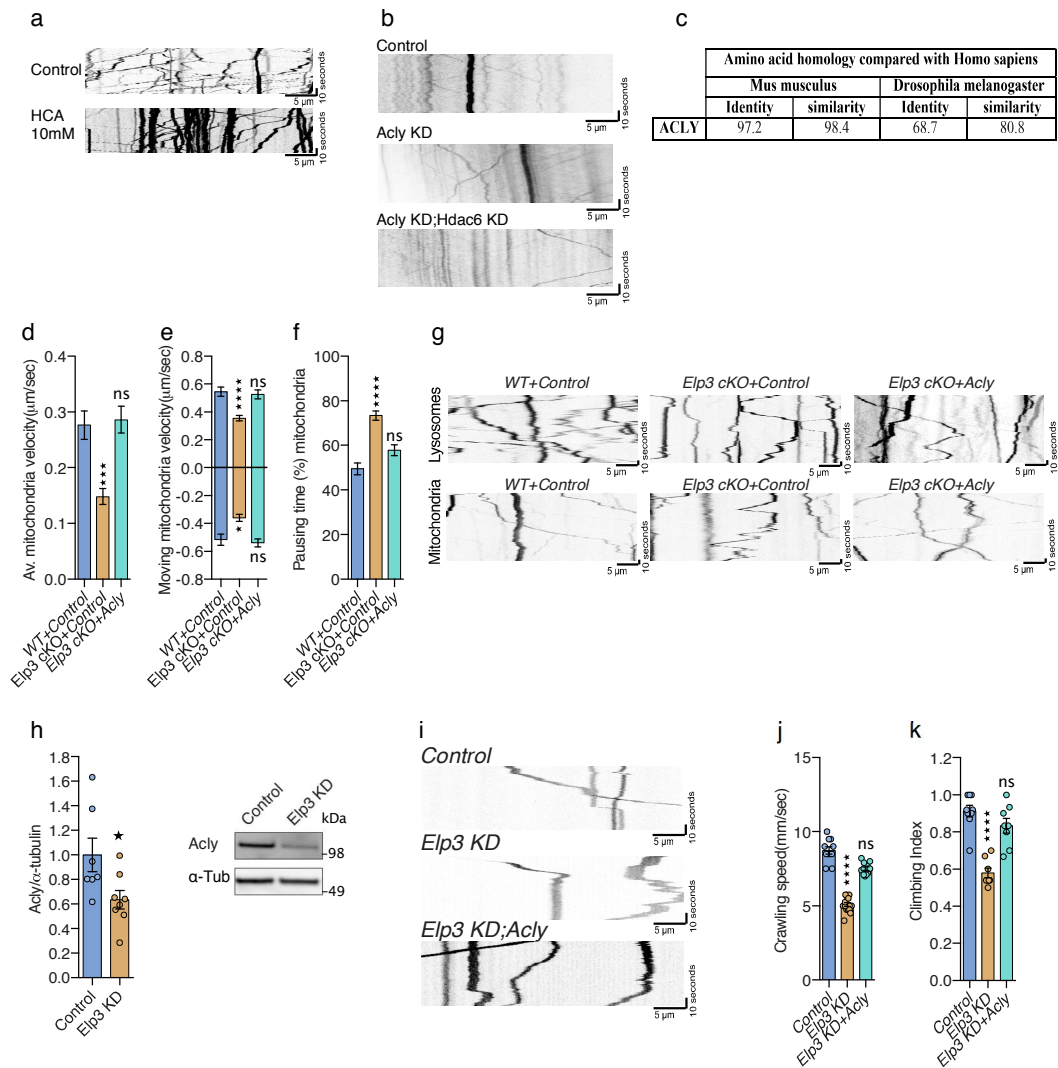 a
Control
5 µm
10 seconds
HCA
10mM
5 µm
10 seconds
b
Control
5 µm
10 seconds
Acly KD
5 µm
10 seconds
Acly KD;Hdac6 KD
5 µm
10 seconds
c
Amino acid homology compared with Homo sapiens
Mus musculus Drosophila melanogaster
Identity similarity Identity similarity
ACLY 97.2 98.4 68.7 80.8
d
Av. mitochondria velocity(µm/sec)
0.4
0.3
0.2
0.1
0.0
★★★
ns
WT+Control
Elp3 cKO+Control
Elp3 cKO+Acly
e
Moving mitochondria velocity(µm/sec)
0.8
0.6
0.4
0.2
0.0
-0.2
-0.4
-0.6
-0.8
★★★★
ns
★
ns
WT+Control
Elp3 cKO+Control
Elp3 cKO+Acly
f
Pausing time (%) mitochondria
100
80
60
40
20
0
★★★★
ns
WT+Control
Elp3 cKO+Control
Elp3 cKO+Acly
g
WT+Control Elp3 cKO+Control Elp3 cKO+Acly
Lysosomes
5 µm 10 seconds
5 µm 10 seconds
5 µm 10 seconds
WT+Control Elp3 cKO+Control Elp3 cKO+Acly
Mitochondria
5 µm 10 seconds
5 µm 10 seconds
5 µm 10 seconds
h
Acly/α-tubulin
1.8
1.6
1.4
1.2
1.0
0.8
0.6
0.4
0.2
0.0
★
Control
Elp3 KD
Control
Elp3 KD
kDa
Acly
98
α-Tub
49
i
Control
5 µm
10 seconds
Elp3 KD
5 µm
10 seconds
Elp3 KD;Acly
5 µm
10 seconds
j
Crawling speed(mm/sec)
15
10
5
0
★★★★
ns
Control
Elp3 KD
Elp3 KD+Acly
k
Climbing Index
1.2
1.0
0.8
0.6
0.4
0.2
0.0
★★★★
ns
Control
Elp3 KD
Elp3 KD+Acly